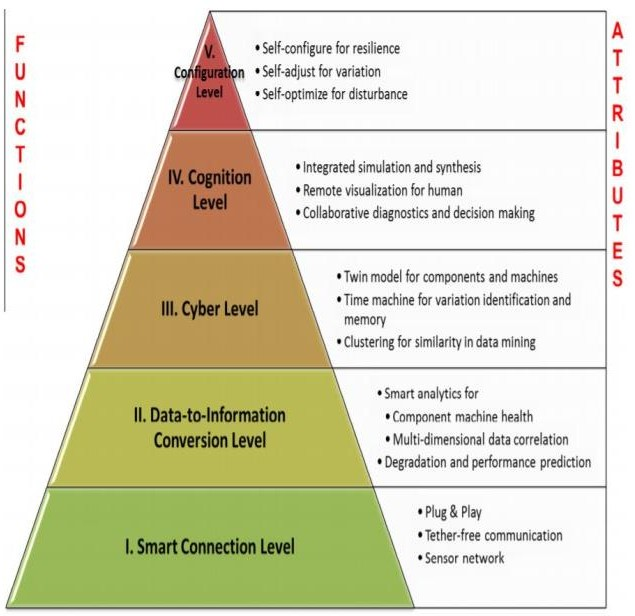 FUNCTIONS
ATTRIBUTES
V.
Configuration
Level
• Self-configure for resilience
• Self-adjust for variation
• Self-optimize for disturbance
IV. Cognition
Level
• Integrated simulation and synthesis
• Remote visualization for human
• Collaborative diagnostics and decision making
III. Cyber Level
• Twin model for components and machines
• Time machine for variation identification and
memory
• Clustering for similarity in data mining
II. Data-to-Information
Conversion Level
• Smart analytics for
• Component machine health
• Multi-dimensional data correlation
• Degradation and performance prediction
I. Smart Connection Level
• Plug & Play
• Tether-free communication
• Sensor network